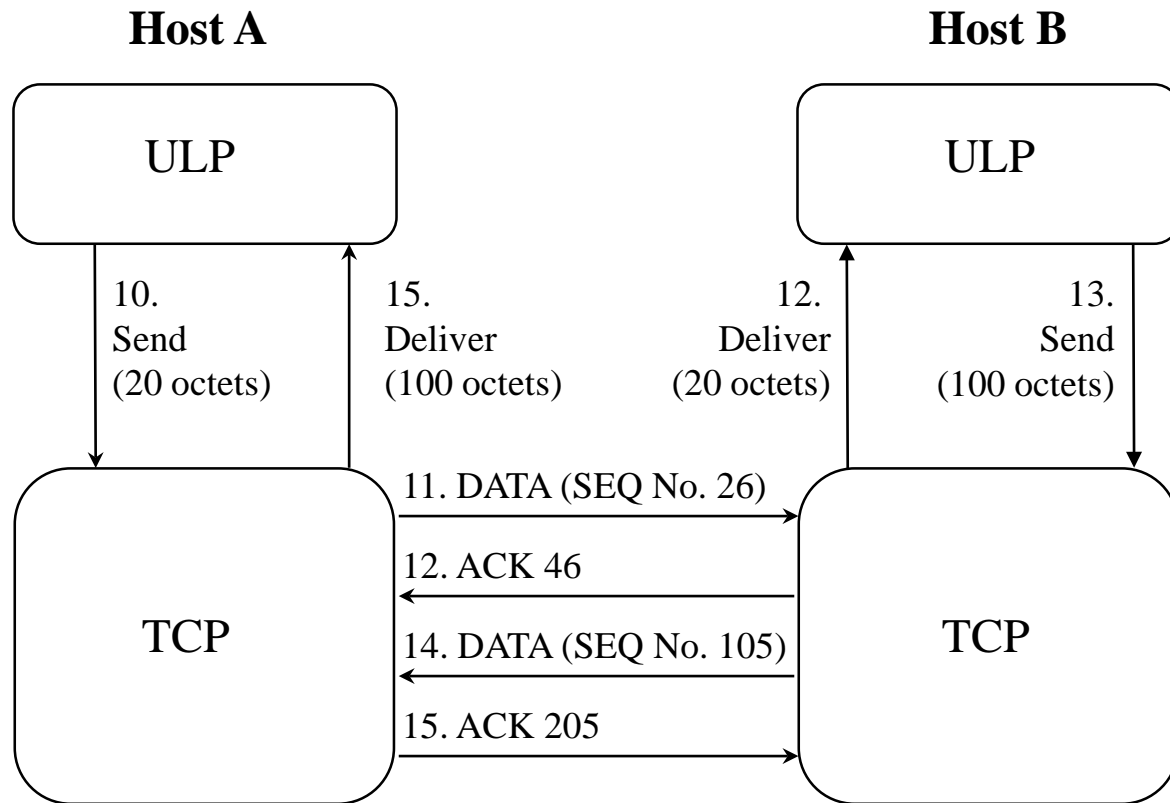 Host A
Host B
ULP
ULP
10.
Send
(20 octets)
15.
Deliver
(100 octets)
12.
Deliver
(20 octets)
13.
Send
(100 octets)
11. DATA (SEQ No. 26)
12. ACK 46
TCP
TCP
14. DATA (SEQ No. 105)
15. ACK 205